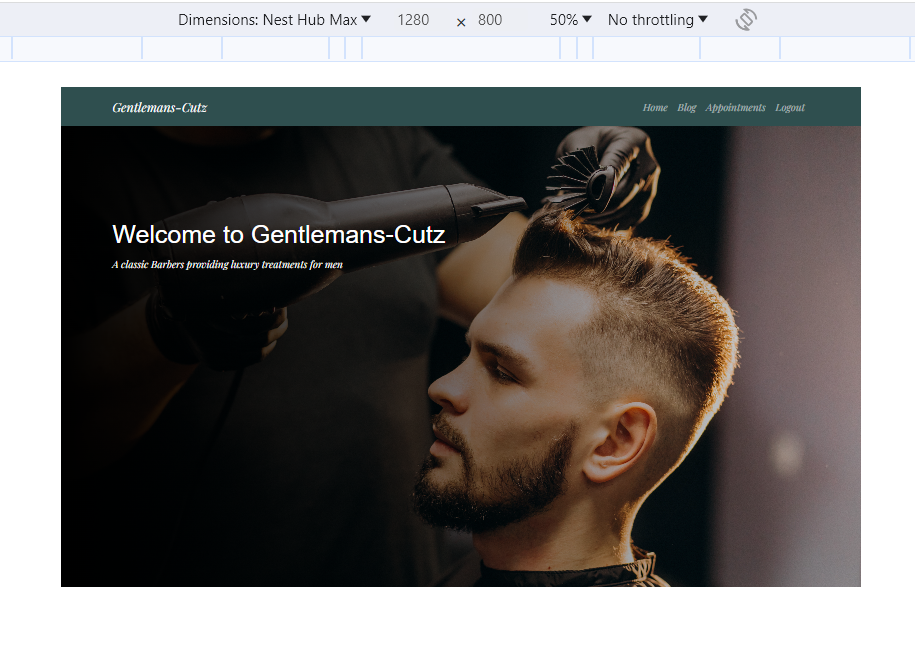 Dimensions: Nest Hub Max 1280 × 800 50% No throttling
Gentlemans-Cutz Home Blog Appointments Logout
Welcome to Gentlemans-Cutz
A classic Barbers providing luxury treatments for men